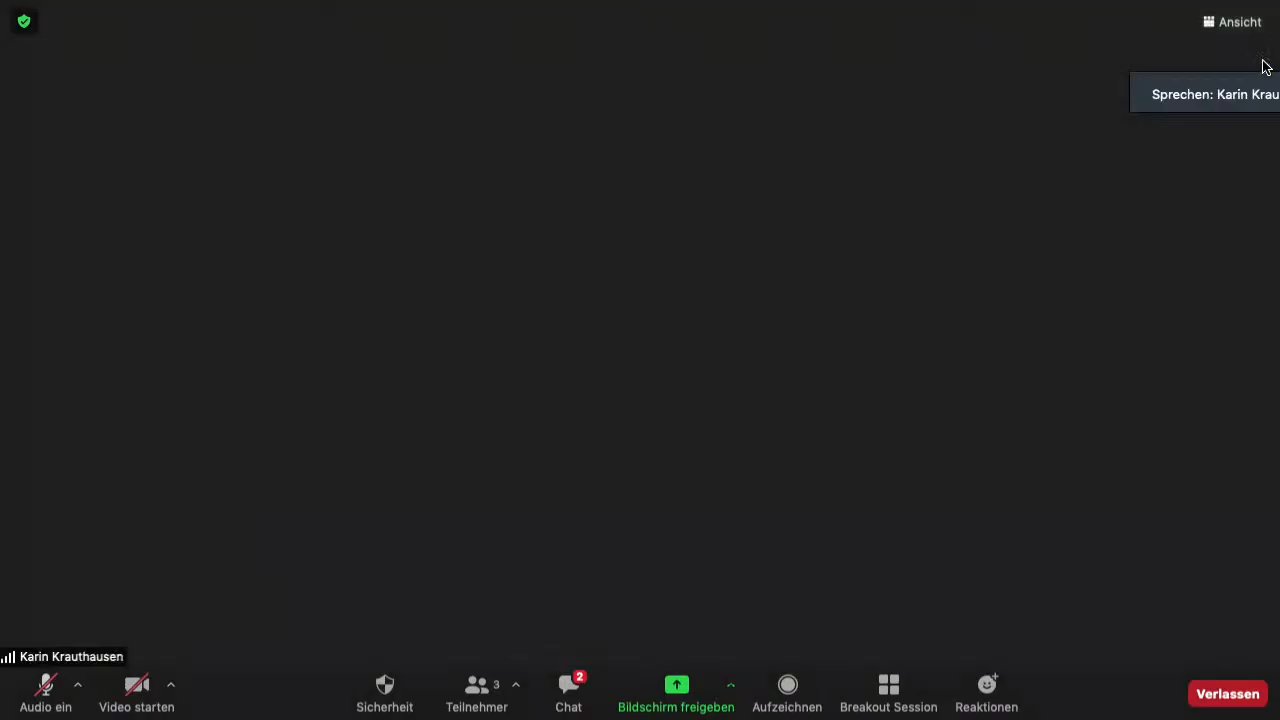 Ansicht
Sprechen: Karin Krau
Karin Krauthausen
Audio ein
Video starten
Sicherheit
3
Teilnehmer
2
Chat
Bildschirm freigeben
Aufzeichnen
Breakout Session
Reaktionen
Verlassen